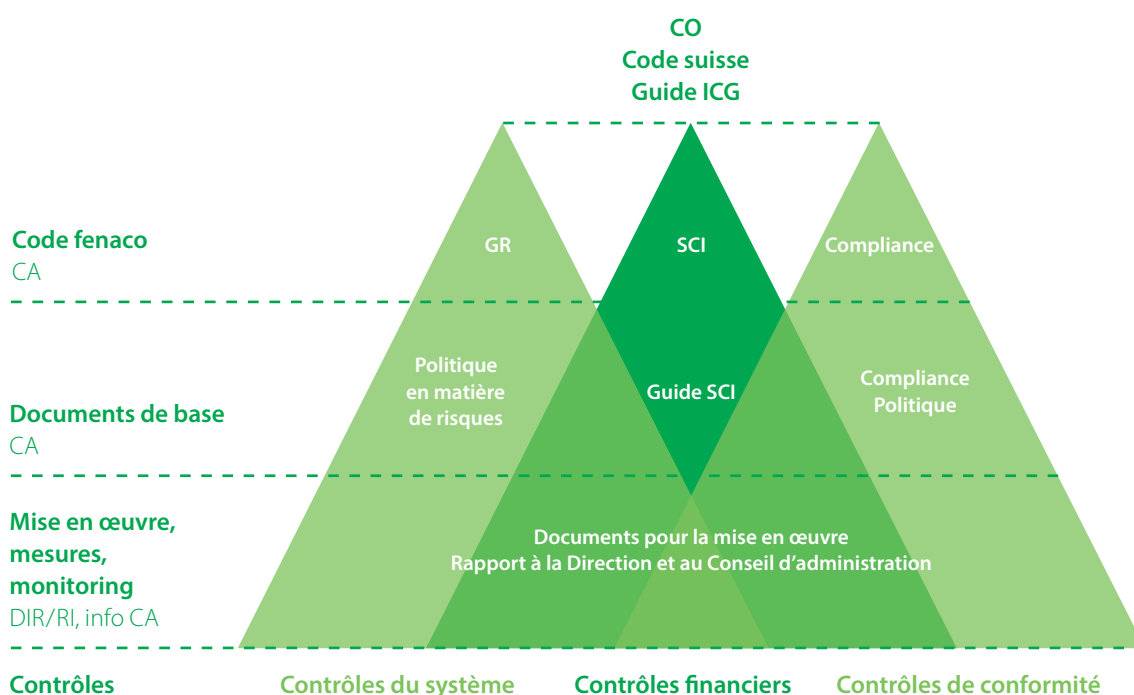 CO
Code suisse
Guide ICG
Code fenaco
CA
GR
SCI
Compliance
Documents de base
CA
Politique
en matière
de risques
Guide SCI
Compliance
Politique
Mise en œuvre,
mesures,
monitoring
DIR/RI, info CA
Documents pour la mise en œuvre
Rapport à la Direction et au Conseil d'administration
Contrôles
Contrôles du système
Contrôles financiers
Contrôles de conformité